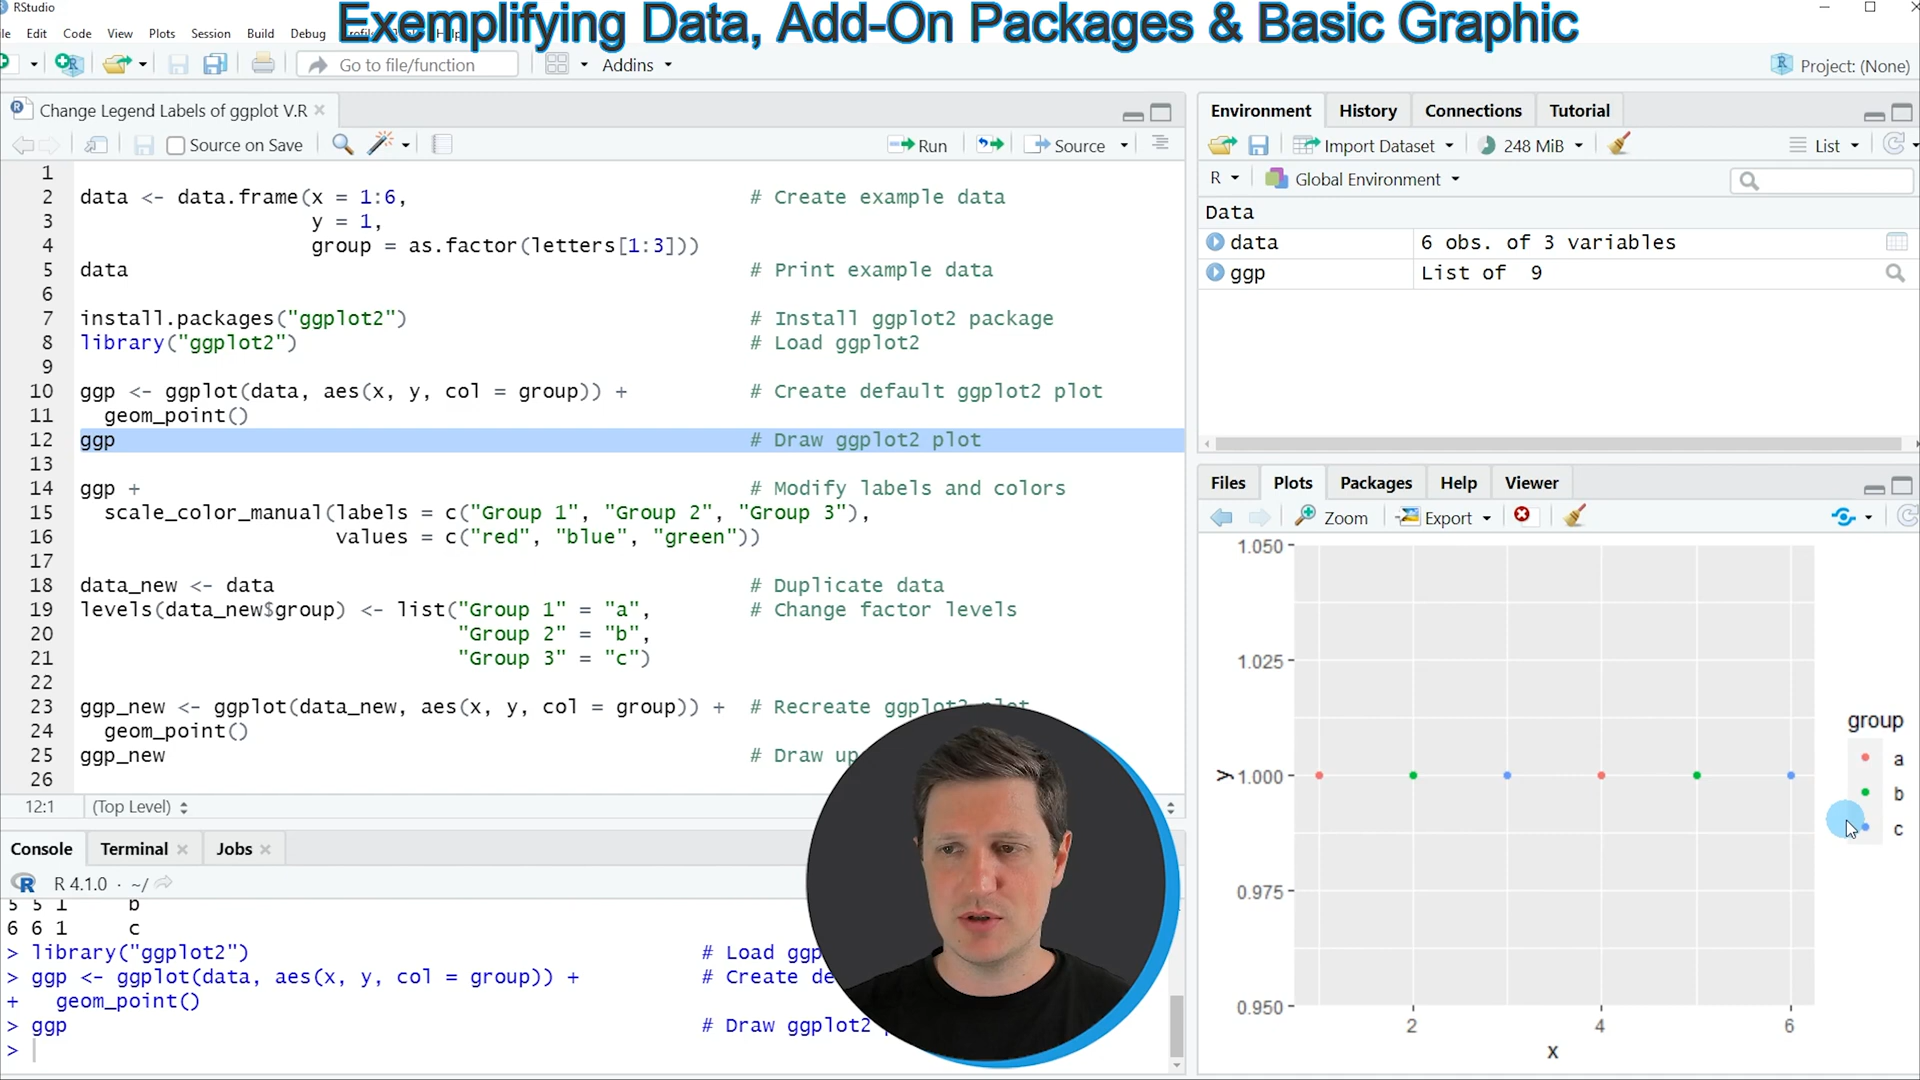 RStudio
Exemplifying Data, Add-On Packages & Basic Graphic
Edit Code View Plots Session Build Debug
Go to file/function Addins Project: (None)
Change Legend Labels of ggplot V.R
Source on Save Run Source
1
2 data <- data.frame(x = 1:6, # Create example data
3 y = 1,
4 group = as.factor(letters[1:3]))
5 data # Print example data
6
7 install.packages("ggplot2") # Install ggplot2 package
8 library("ggplot2") # Load ggplot2
9
10 ggp <- ggplot(data, aes(x, y, col = group)) + # Create default ggplot2 plot
11 geom_point()
12 ggp # Draw ggplot2 plot
13
14 ggp + # Modify labels and colors
15 scale_color_manual(labels = c("Group 1", "Group 2", "Group 3"),
16 values = c("red", "blue", "green"))
17
18 data_new <- data # Duplicate data
19 levels(data_new$group) <- list("Group 1" = "a", # Change factor levels
20 "Group 2" = "b",
21 "Group 3" = "c")
22
23 ggp_new <- ggplot(data_new, aes(x, y, col = group)) + # Recreate
24 geom_point()
25 ggp_new # Draw
26
12:1 (Top Level)
Console Terminal Jobs
R 4.1.0 · ~/
5 5 1 b
6 6 1 c
> library("ggplot2") # Load
> ggp <- ggplot(data, aes(x, y, col = group)) + # Create
+ geom_point()
> ggp # Draw ggplot2
>
Environment History Connections Tutorial
Import Dataset 248 MiB List
R Global Environment
Data
data 6 obs. of 3 variables
ggp List of 9
Files Plots Packages Help Viewer
Zoom Export
1.050
1.025
1.000
0.975
0.950
y
2 4 6
x
group
a
b
c